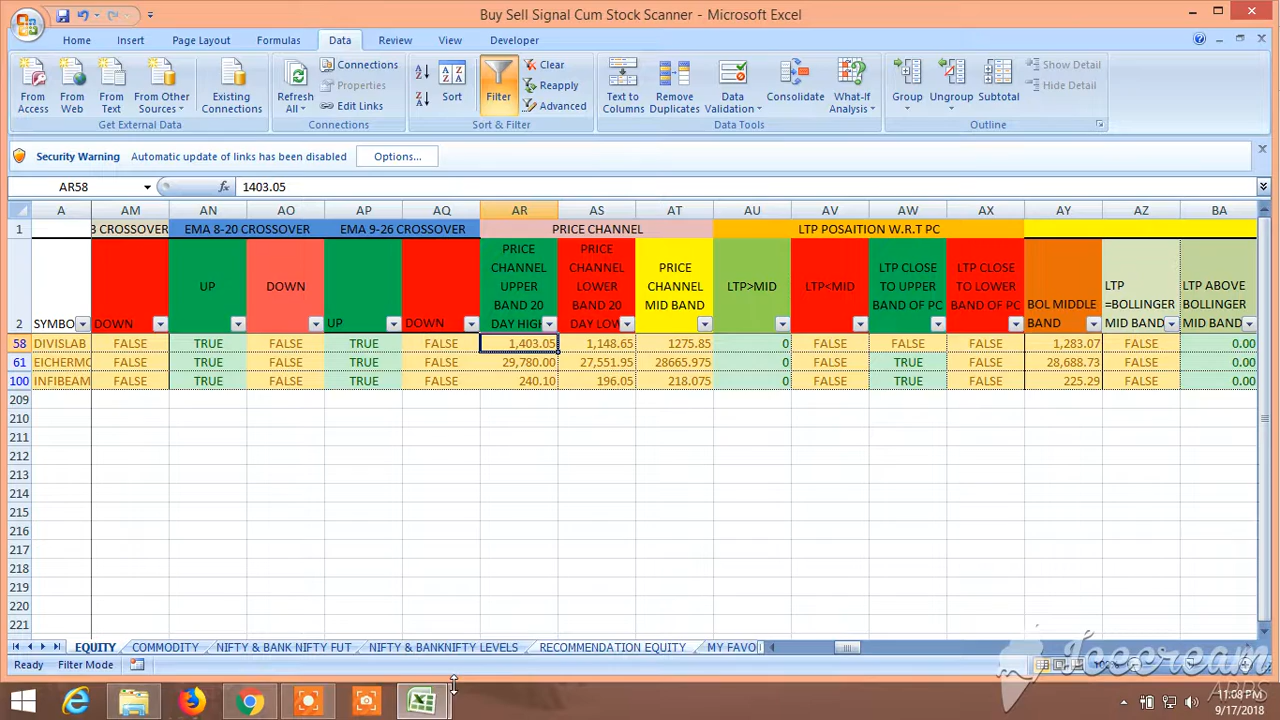 Buy Sell Signal Cum Stock Scanner - Microsoft Excel
Home Insert Page Layout Formulas Data Review View Developer
From Access From Web From Text From Other Sources Existing Connections
Refresh All Connections Properties Edit Links
Sort Filter Clear Reapply Advanced
Text to Columns Remove Duplicates Data Validation Consolidate What-If Analysis
Group Ungroup Subtotal Show Detail Hide Detail
Get External Data Connections Sort & Filter Data Tools Outline
Security Warning Automatic update of links has been disabled Options...
AR58 fx 1403.05
A AM AN AO AP AQ AR AS AT AU AV AW AX AY AZ BA
1 3 CROSSOVER EMA 8-20 CROSSOVER EMA 9-26 CROSSOVER PRICE CHANNEL LTP POSAITION W.R.T PC
2 SYMBO DOWN UP DOWN UP DOWN PRICE CHANNEL UPPER BAND 20 DAY HIGH PRICE CHANNEL LOWER BAND 20 DAY LOW PRICE CHANNEL MID BAND LTP>MID LTP<MID LTP CLOSE TO UPPER BAND OF PC LTP CLOSE TO LOWER BAND OF PC BOL MIDDLE BAND LTP =BOLLINGER MID BAND LTP ABOVE BOLLINGER MID BAND
58 DIVISLAB FALSE TRUE FALSE TRUE FALSE 1,403.05 1,148.65 1275.85 0 FALSE FALSE FALSE 1,283.07 FALSE 0.00
61 EICHERMO FALSE TRUE FALSE TRUE FALSE 29,780.00 27,551.95 28665.975 0 FALSE TRUE FALSE 28,688.73 FALSE 0.00
100 INFIBEAM FALSE TRUE FALSE TRUE FALSE 240.10 196.05 218.075 0 FALSE TRUE FALSE 225.29 FALSE 0.00
209
210
211
212
213
214
215
216
217
218
219
220
221
EQUITY COMMODITY NIFTY & BANK NIFTY FUT NIFTY & BANKNIFTY LEVELS RECOMMENDATION EQUITY MY FAVO
Ready Filter Mode
Icecream
APPS
11:08 PM
9/17/2018